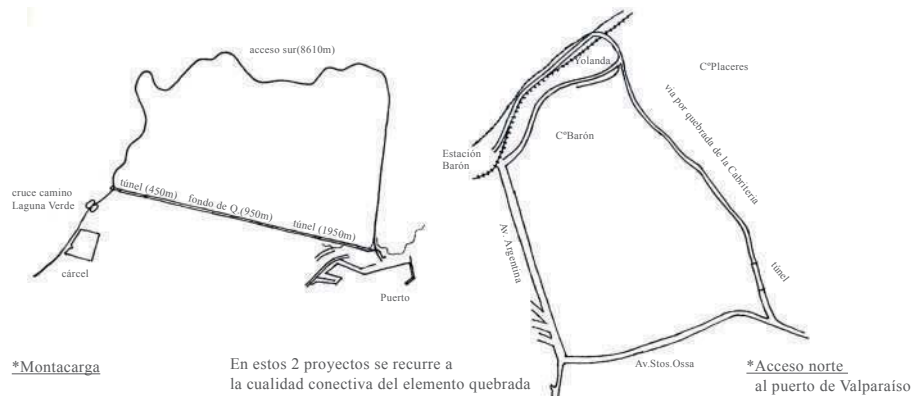 acceso sur(8610m)
cruce camino
Laguna Verde
túnel (450m)
fondo de Q.(950m)
túnel (1950m)
cárcel
Puerto
*Montacarga
En estos 2 proyectos se recurre a
la cualidad conectiva del elemento quebrada
Yolanda
CºPlaceres
CºBarón
Estación
Barón
via por quebrada de la Cabritería
Av. Argentina
túnel
Av.Stos.Ossa
*Acceso norte
al puerto de Valparaíso